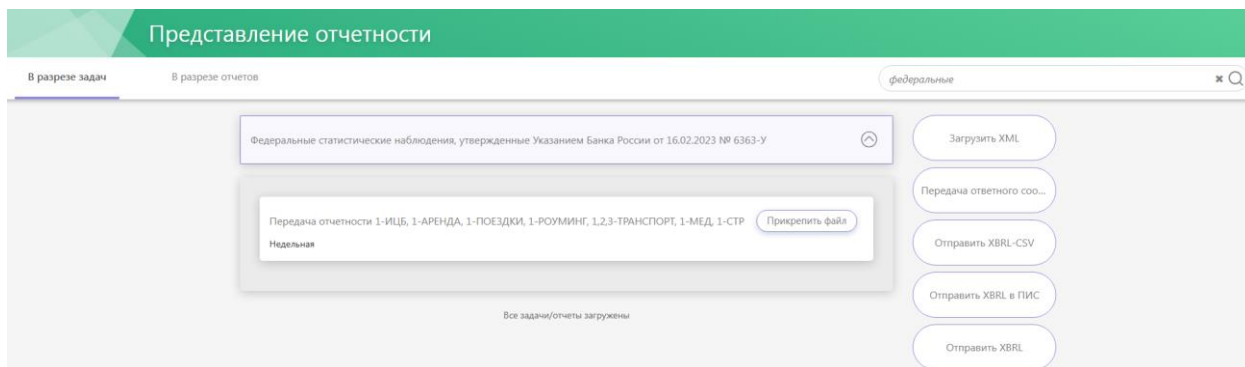 Представление отчетности
В разрезе задач
В разрезе отчетов
федеральные
Федеральные статистические наблюдения, утвержденные Указанием Банка России от 16.02.2023 № 6363-У
Передача отчетности 1-ИЦБ, 1-АРЕНДА, 1-ПОЕЗДКИ, 1-РОУМИНГ, 1,2,3-ТРАНСПОРТ, 1-МЕД, 1-СТР
Прикрепить файл
Недельная
Все задачи/отчеты загружены
Загрузить XML
Передача ответного соо...
Отправить XBRL-CSV
Отправить XBRL в ПИС
Отправить XBRL